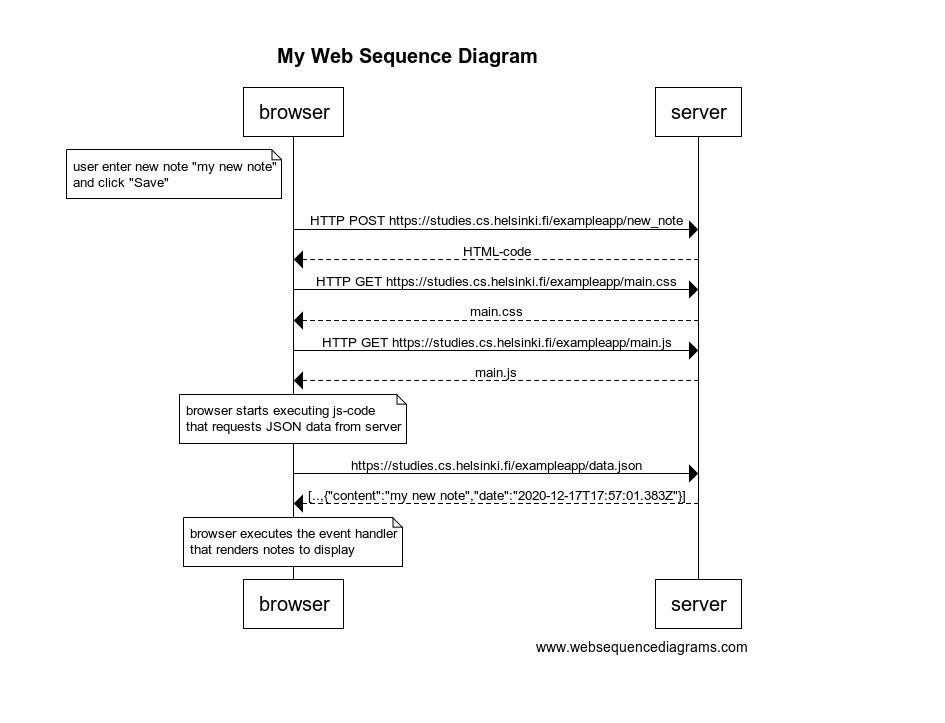 My Web Sequence Diagram
browser
server
user enter new note "my new note"
and click "Save"
HTTP POST https://studies.cs.helsinki.fi/exampleapp/new_note
HTML-code
HTTP GET https://studies.cs.helsinki.fi/exampleapp/main.css
main.css
HTTP GET https://studies.cs.helsinki.fi/exampleapp/main.js
main.js
browser starts executing js-code
that requests JSON data from server
https://studies.cs.helsinki.fi/exampleapp/data.json
[...,{"content":"my new note","date":"2020-12-17T17:57:01.383Z"}]
browser executes the event handler
that renders notes to display
browser
server
www.websequencediagrams.com